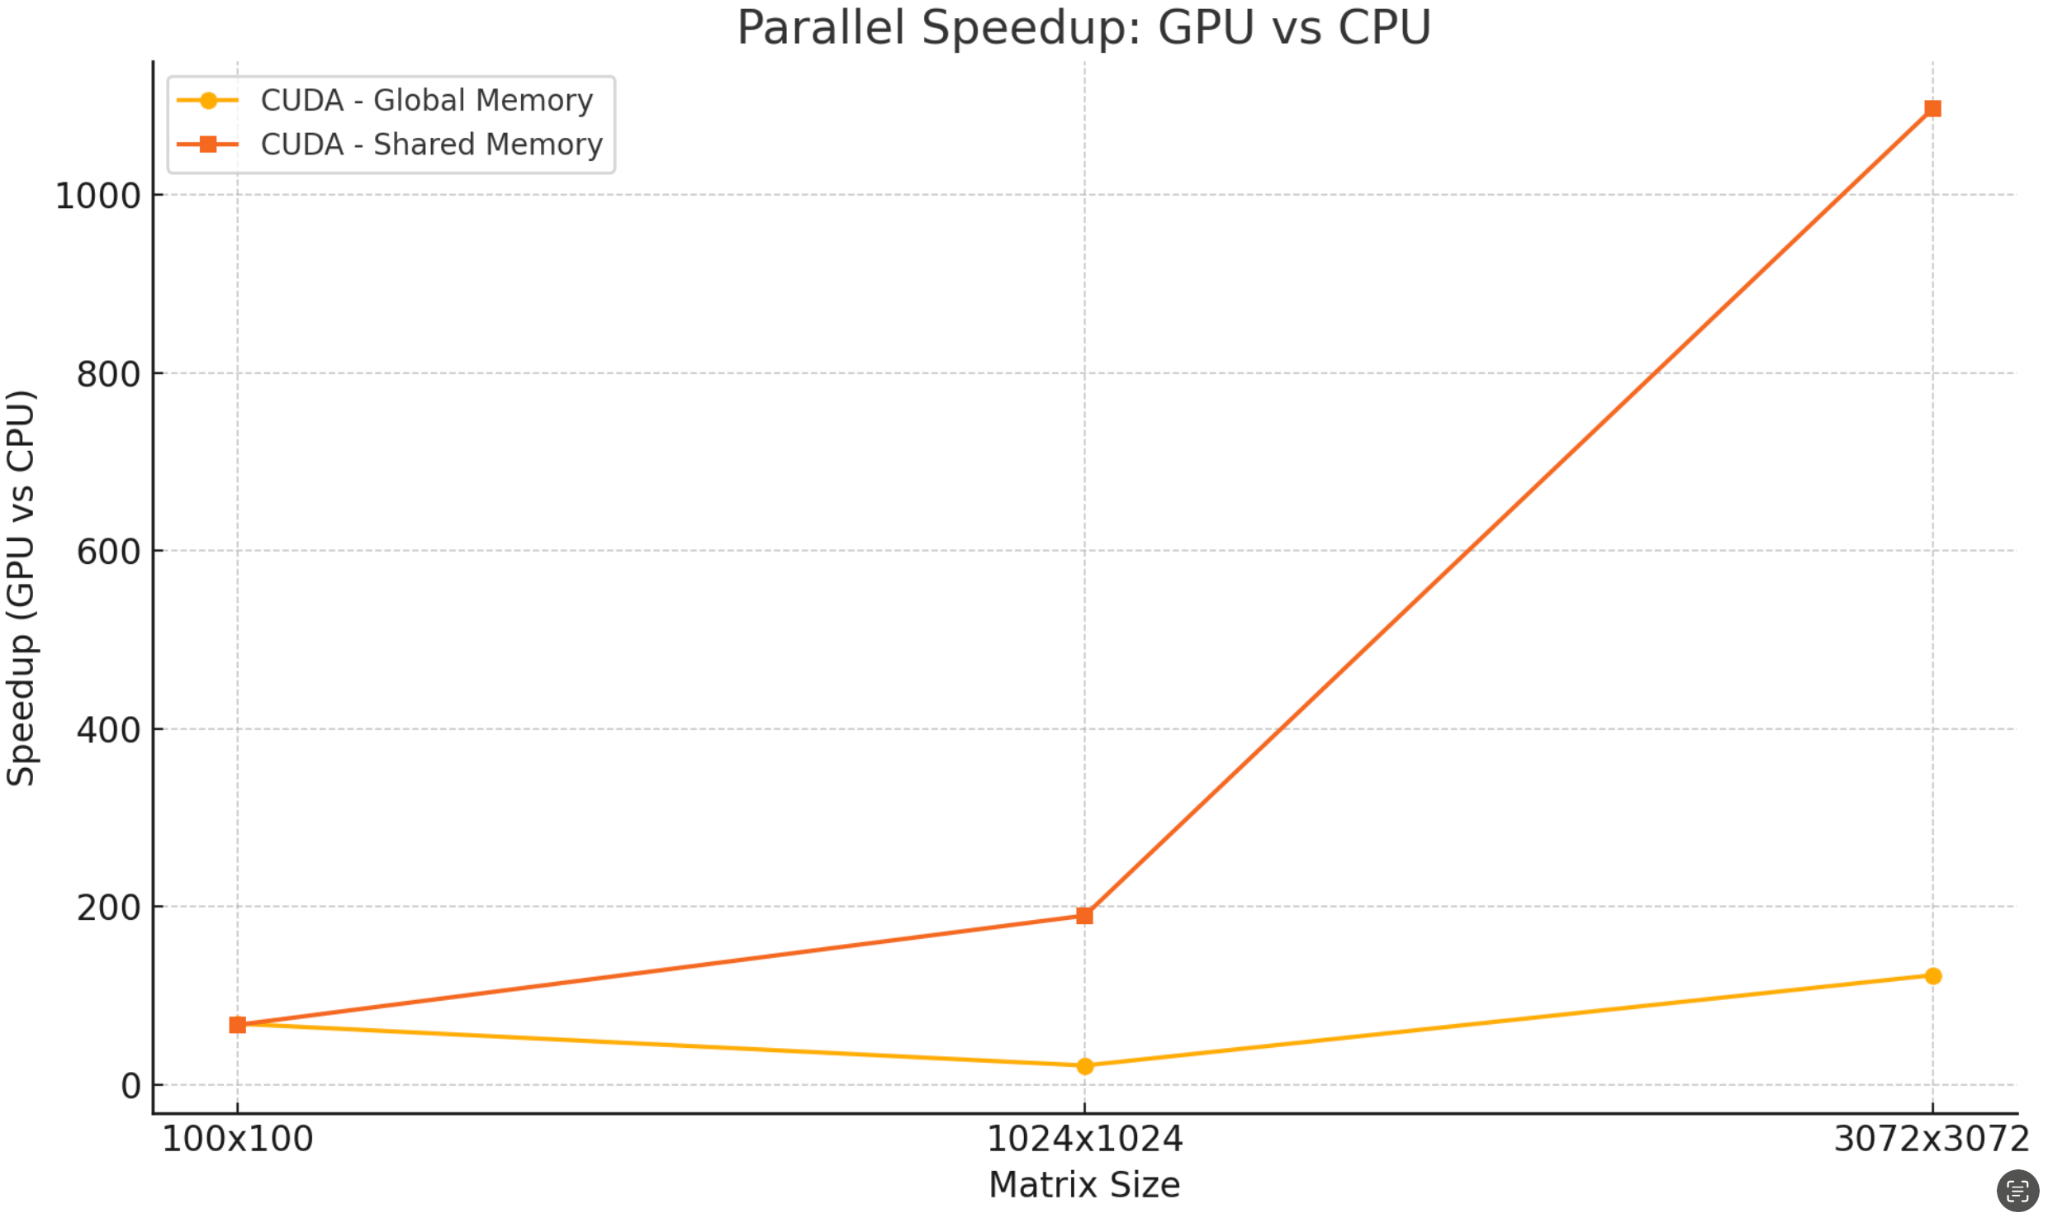 Parallel Speedup: GPU vs CPU
CUDA - Global Memory
CUDA - Shared Memory
Speedup (GPU vs CPU)
1000
800
600
400
200
0
100x100
1024x1024
3072x3072
Matrix Size